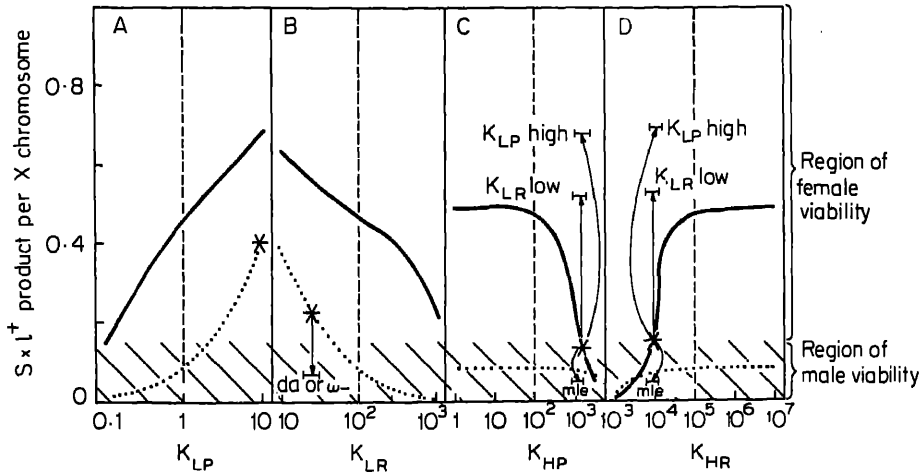 A
B
C
D
S x l⁺ product per X chromosome
0·8
0·4
0
K_LP high
K_LP high
K_LR low
K_LR low
Region of
female
viability
Region of
male viability
da or ω-
mle
mle
0.1 1 10 10 10² 10³ 1 10 10² 10³ 10³ 10⁴ 10⁵ 10⁶ 10⁷
K_LP
K_LR
K_HP
K_HR